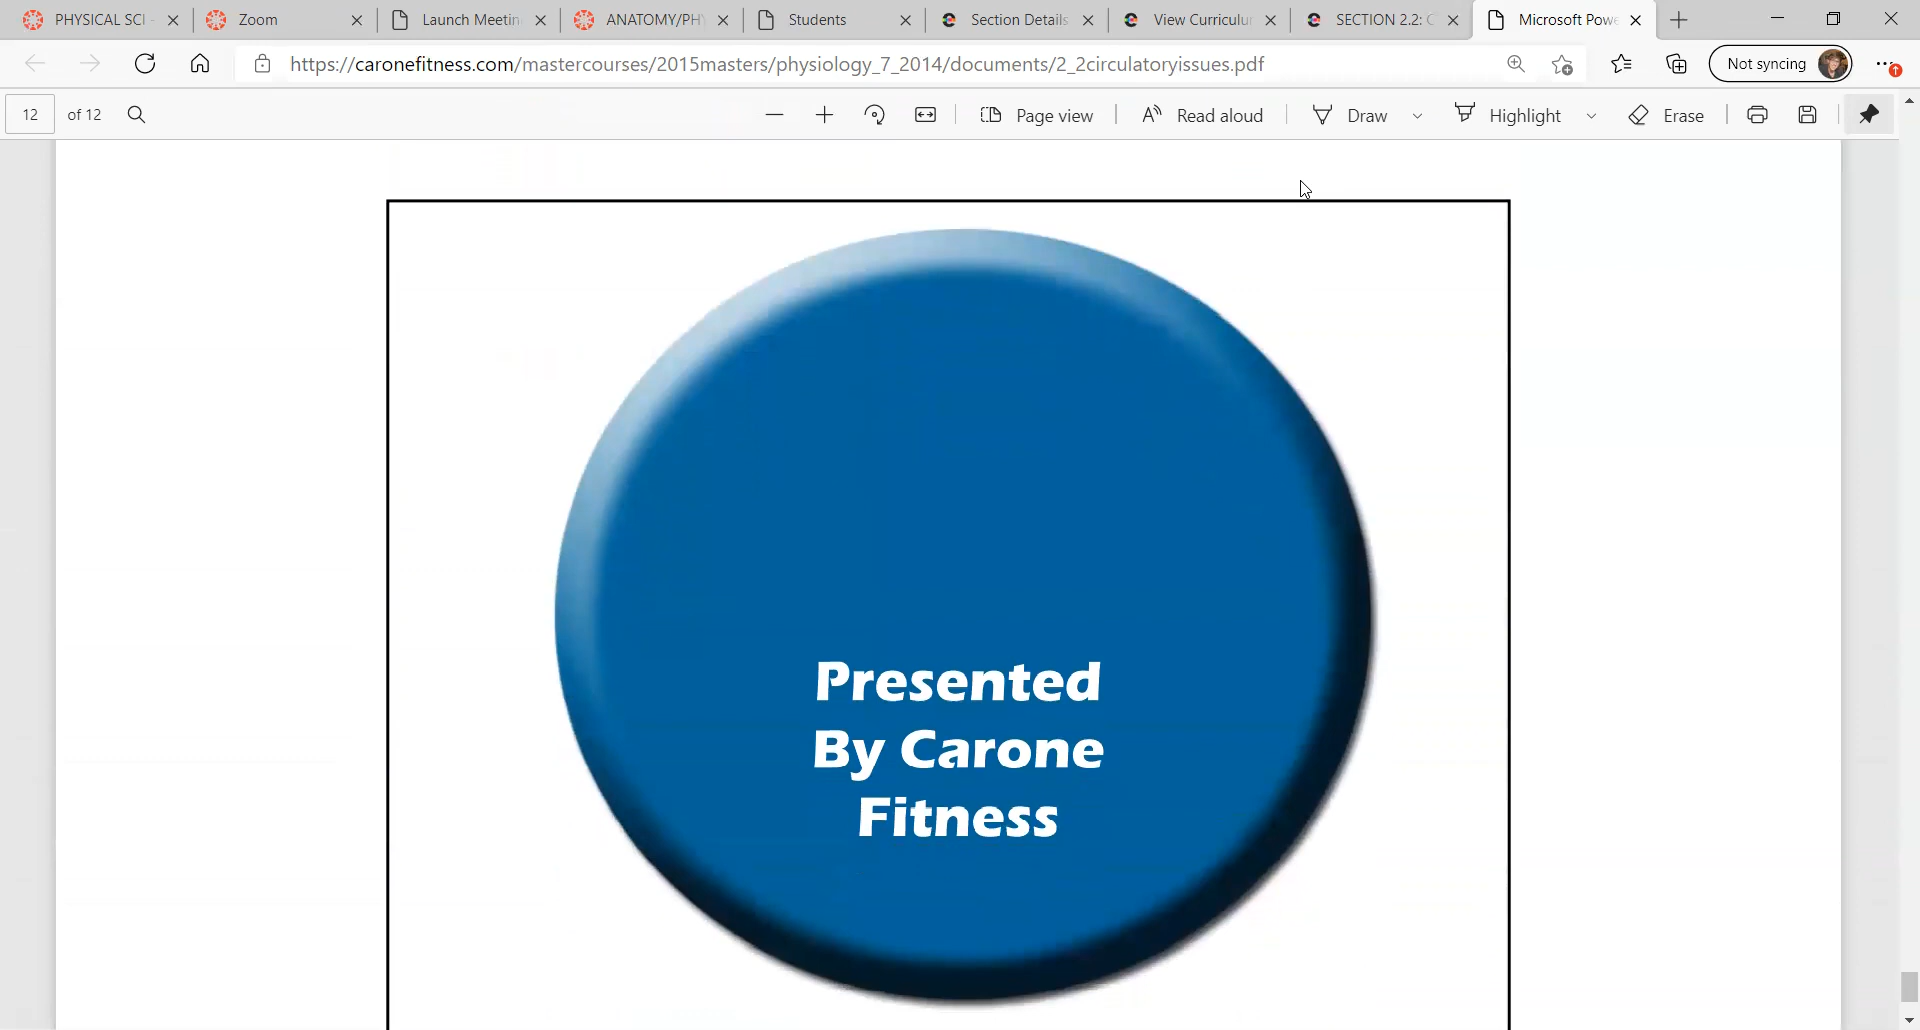 PHYSICAL SCI
Zoom
Launch Meetin
ANATOMY/PH
Students
Section Details
View Curriculu
SECTION 2.2: C
Microsoft Powe
https://caronefitness.com/mastercourses/2015masters/physiology_7_2014/documents/2_2circulatoryissues.pdf
Not syncing
12 of 12
Page view
Read aloud
Draw
Highlight
Erase
Presented
By Carone
Fitness